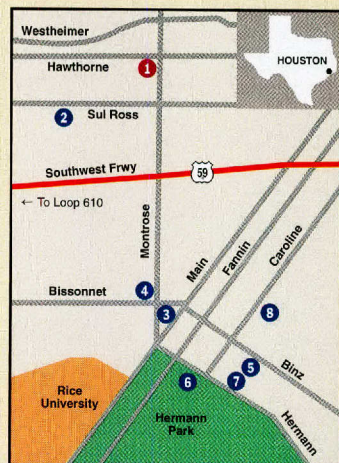 Westheimer
HOUSTON
Hawthorne
1
2
Sul Ross
Southwest Frwy
59
← To Loop 610
Montrose
Main
Fannin
Caroline
Bissonnet
4
3
8
Binz
5
6
7
Rice
University
Hermann
Park
Hermann